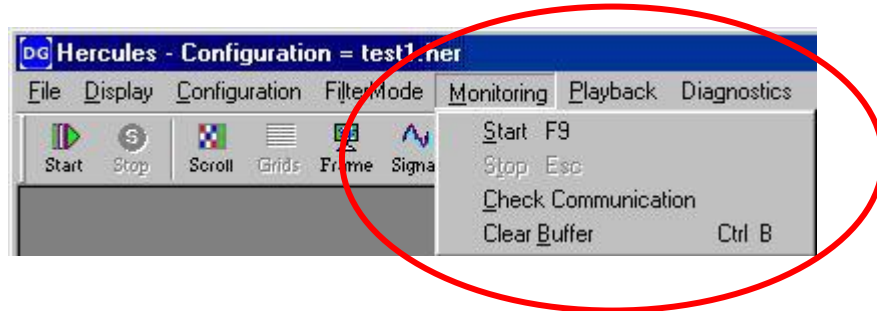 DG Hercules - Configuration = test1.her
File Display Configuration FilterMode Monitoring Playback Diagnostics
Start Stop Scroll Grids Frame Signa
Start F9
Stop Esc
Check Communication
Clear Buffer Ctrl B